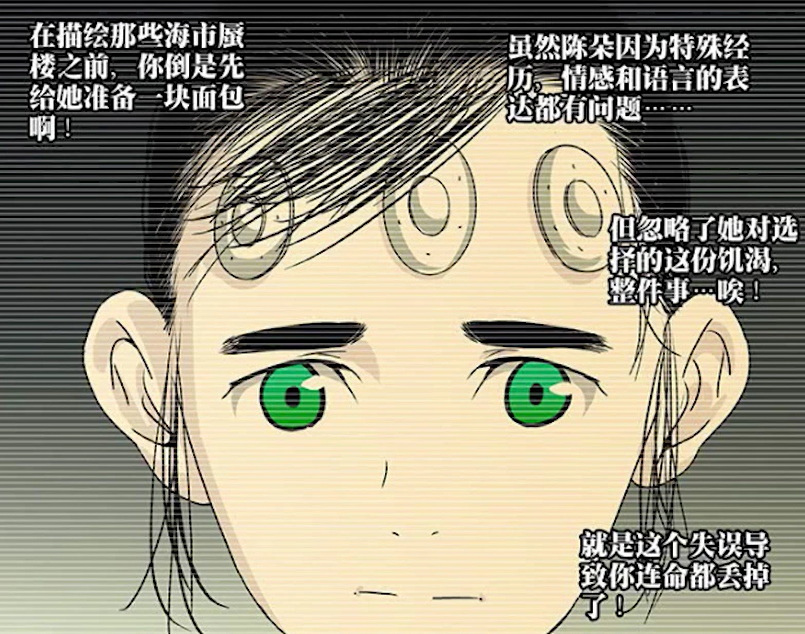 在描绘那些海市蜃
楼之前，你倒是先
给她准备一块面包
啊！
虽然陈朵因为特殊经
历，情感和语言的表
达都有问题……
但忽略了她对选
择的这份饥渴，
整件事…唉！
就是这个失误导
致你连命都丢掉
了！